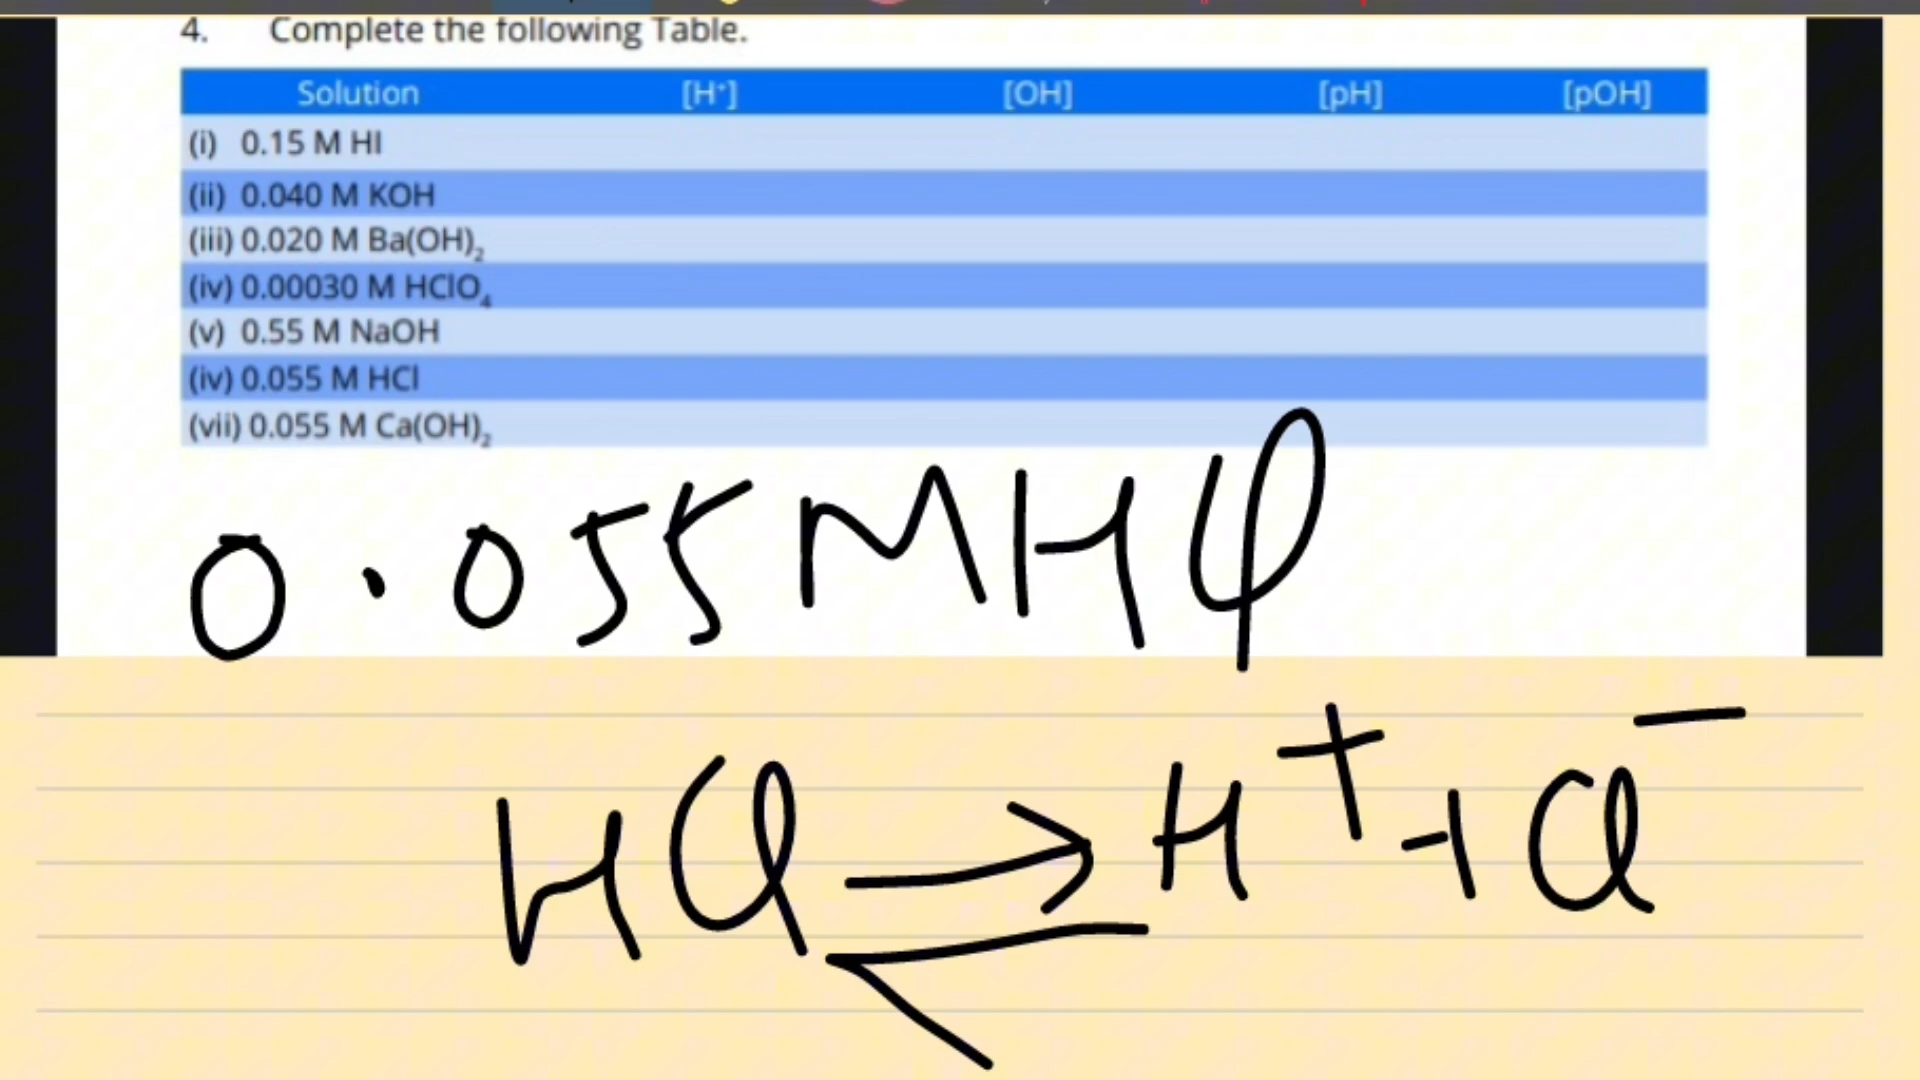 4. Complete the following Table.
Solution [H⁺] [OH] [pH] [pOH]
(i) 0.15 M HI
(ii) 0.040 M KOH
(iii) 0.020 M Ba(OH)₂
(iv) 0.00030 M HClO₄
(v) 0.55 M NaOH
(iv) 0.055 M HCl
(vii) 0.055 M Ca(OH)₂
0.055 M HCl
HCl ⇌ H⁺ + Cl⁻